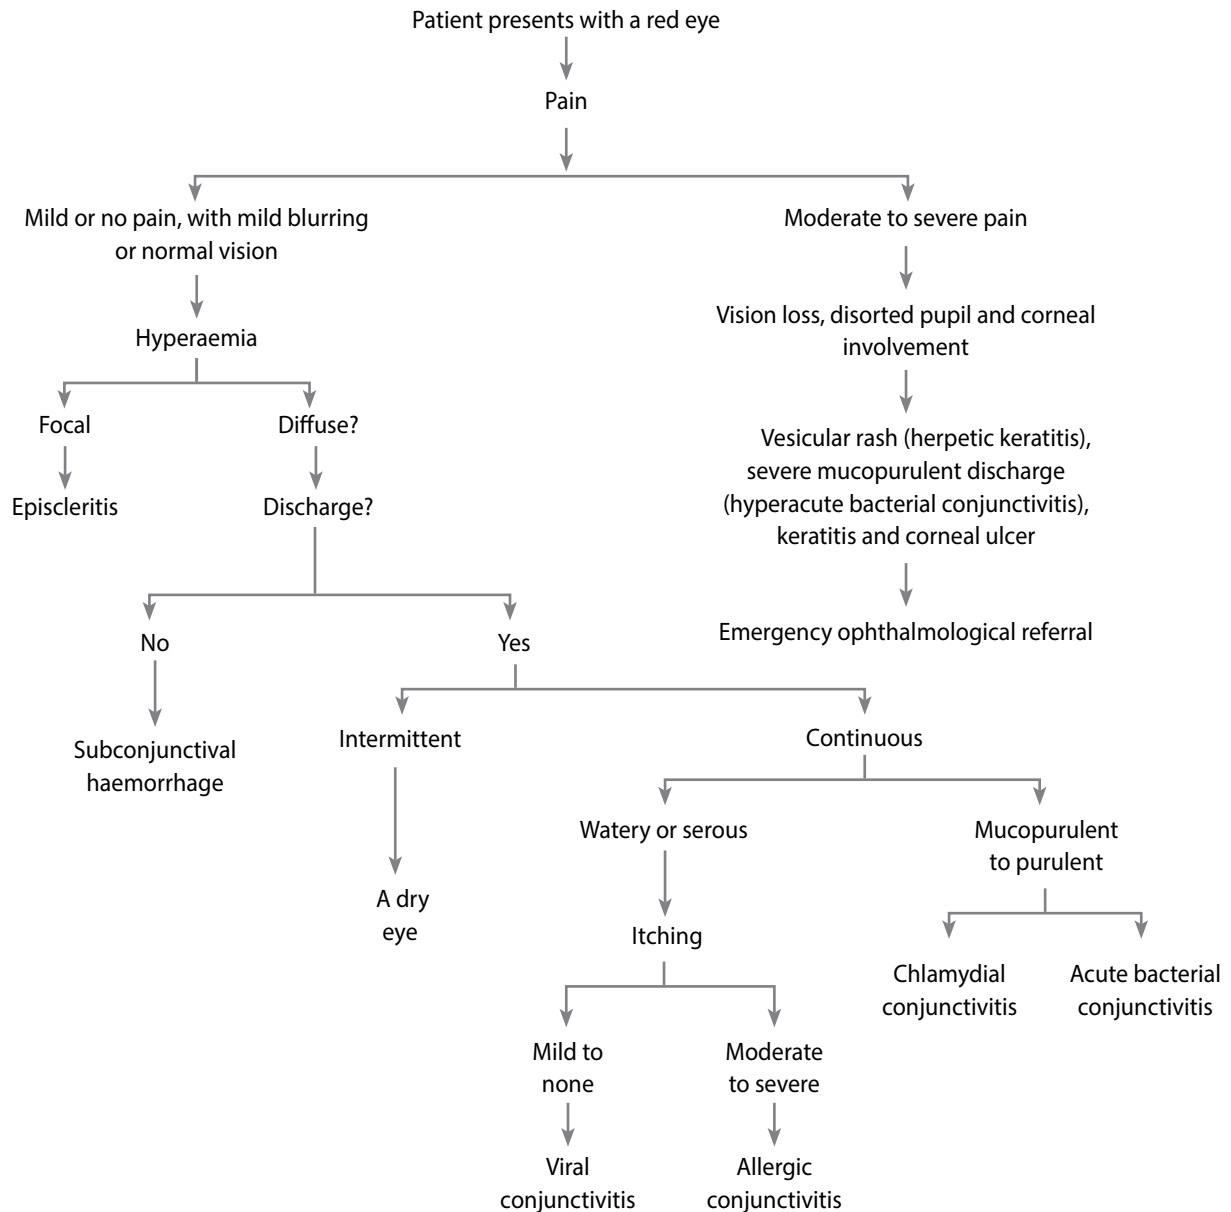 Patient presents with a red eye
Pain
Mild or no pain, with mild blurring
or normal vision
Moderate to severe pain
Hyperaemia
Vision loss, disorted pupil and corneal
involvement
Focal
Diffuse?
Vesicular rash (herpetic keratitis),
severe mucopurulent discharge
(hyperacute bacterial conjunctivitis),
keratitis and corneal ulcer
Episcleritis
Discharge?
Emergency ophthalmological referral
No
Yes
Subconjunctival
haemorrhage
Intermittent
Continuous
A dry
eye
Watery or serous
Mucopurulent
to purulent
Itching
Chlamydial
conjunctivitis
Acute bacterial
conjunctivitis
Mild to
none
Moderate
to severe
Viral
conjunctivitis
Allergic
conjunctivitis